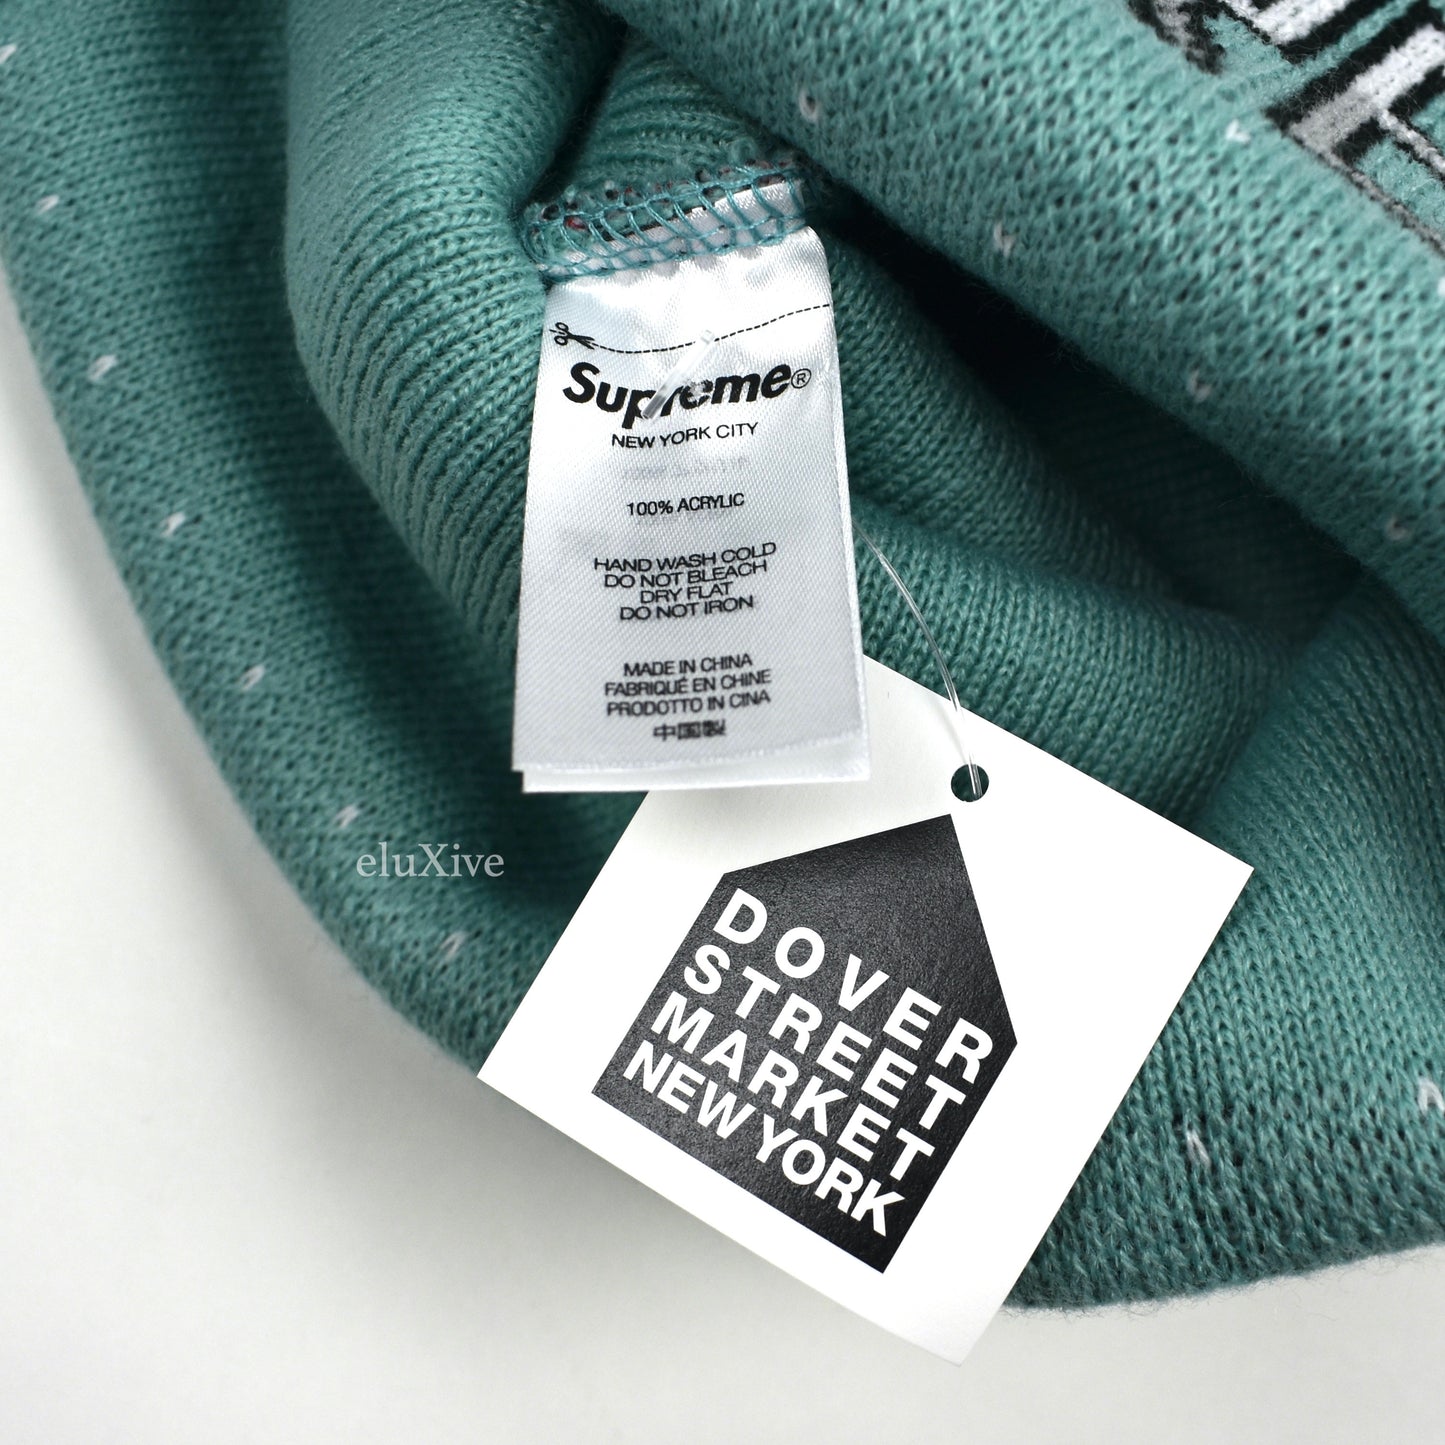 Supreme®
NEW YORK CITY
100% ACRYLIC
HAND WASH COLD
DO NOT BLEACH
DRY FLAT
DO NOT IRON
MADE IN CHINA
FABRIQUÉ EN CHINE
PRODOTTO IN CINA
中国製
eluXive
DOVER
STREET
MARKET
NEW YORK